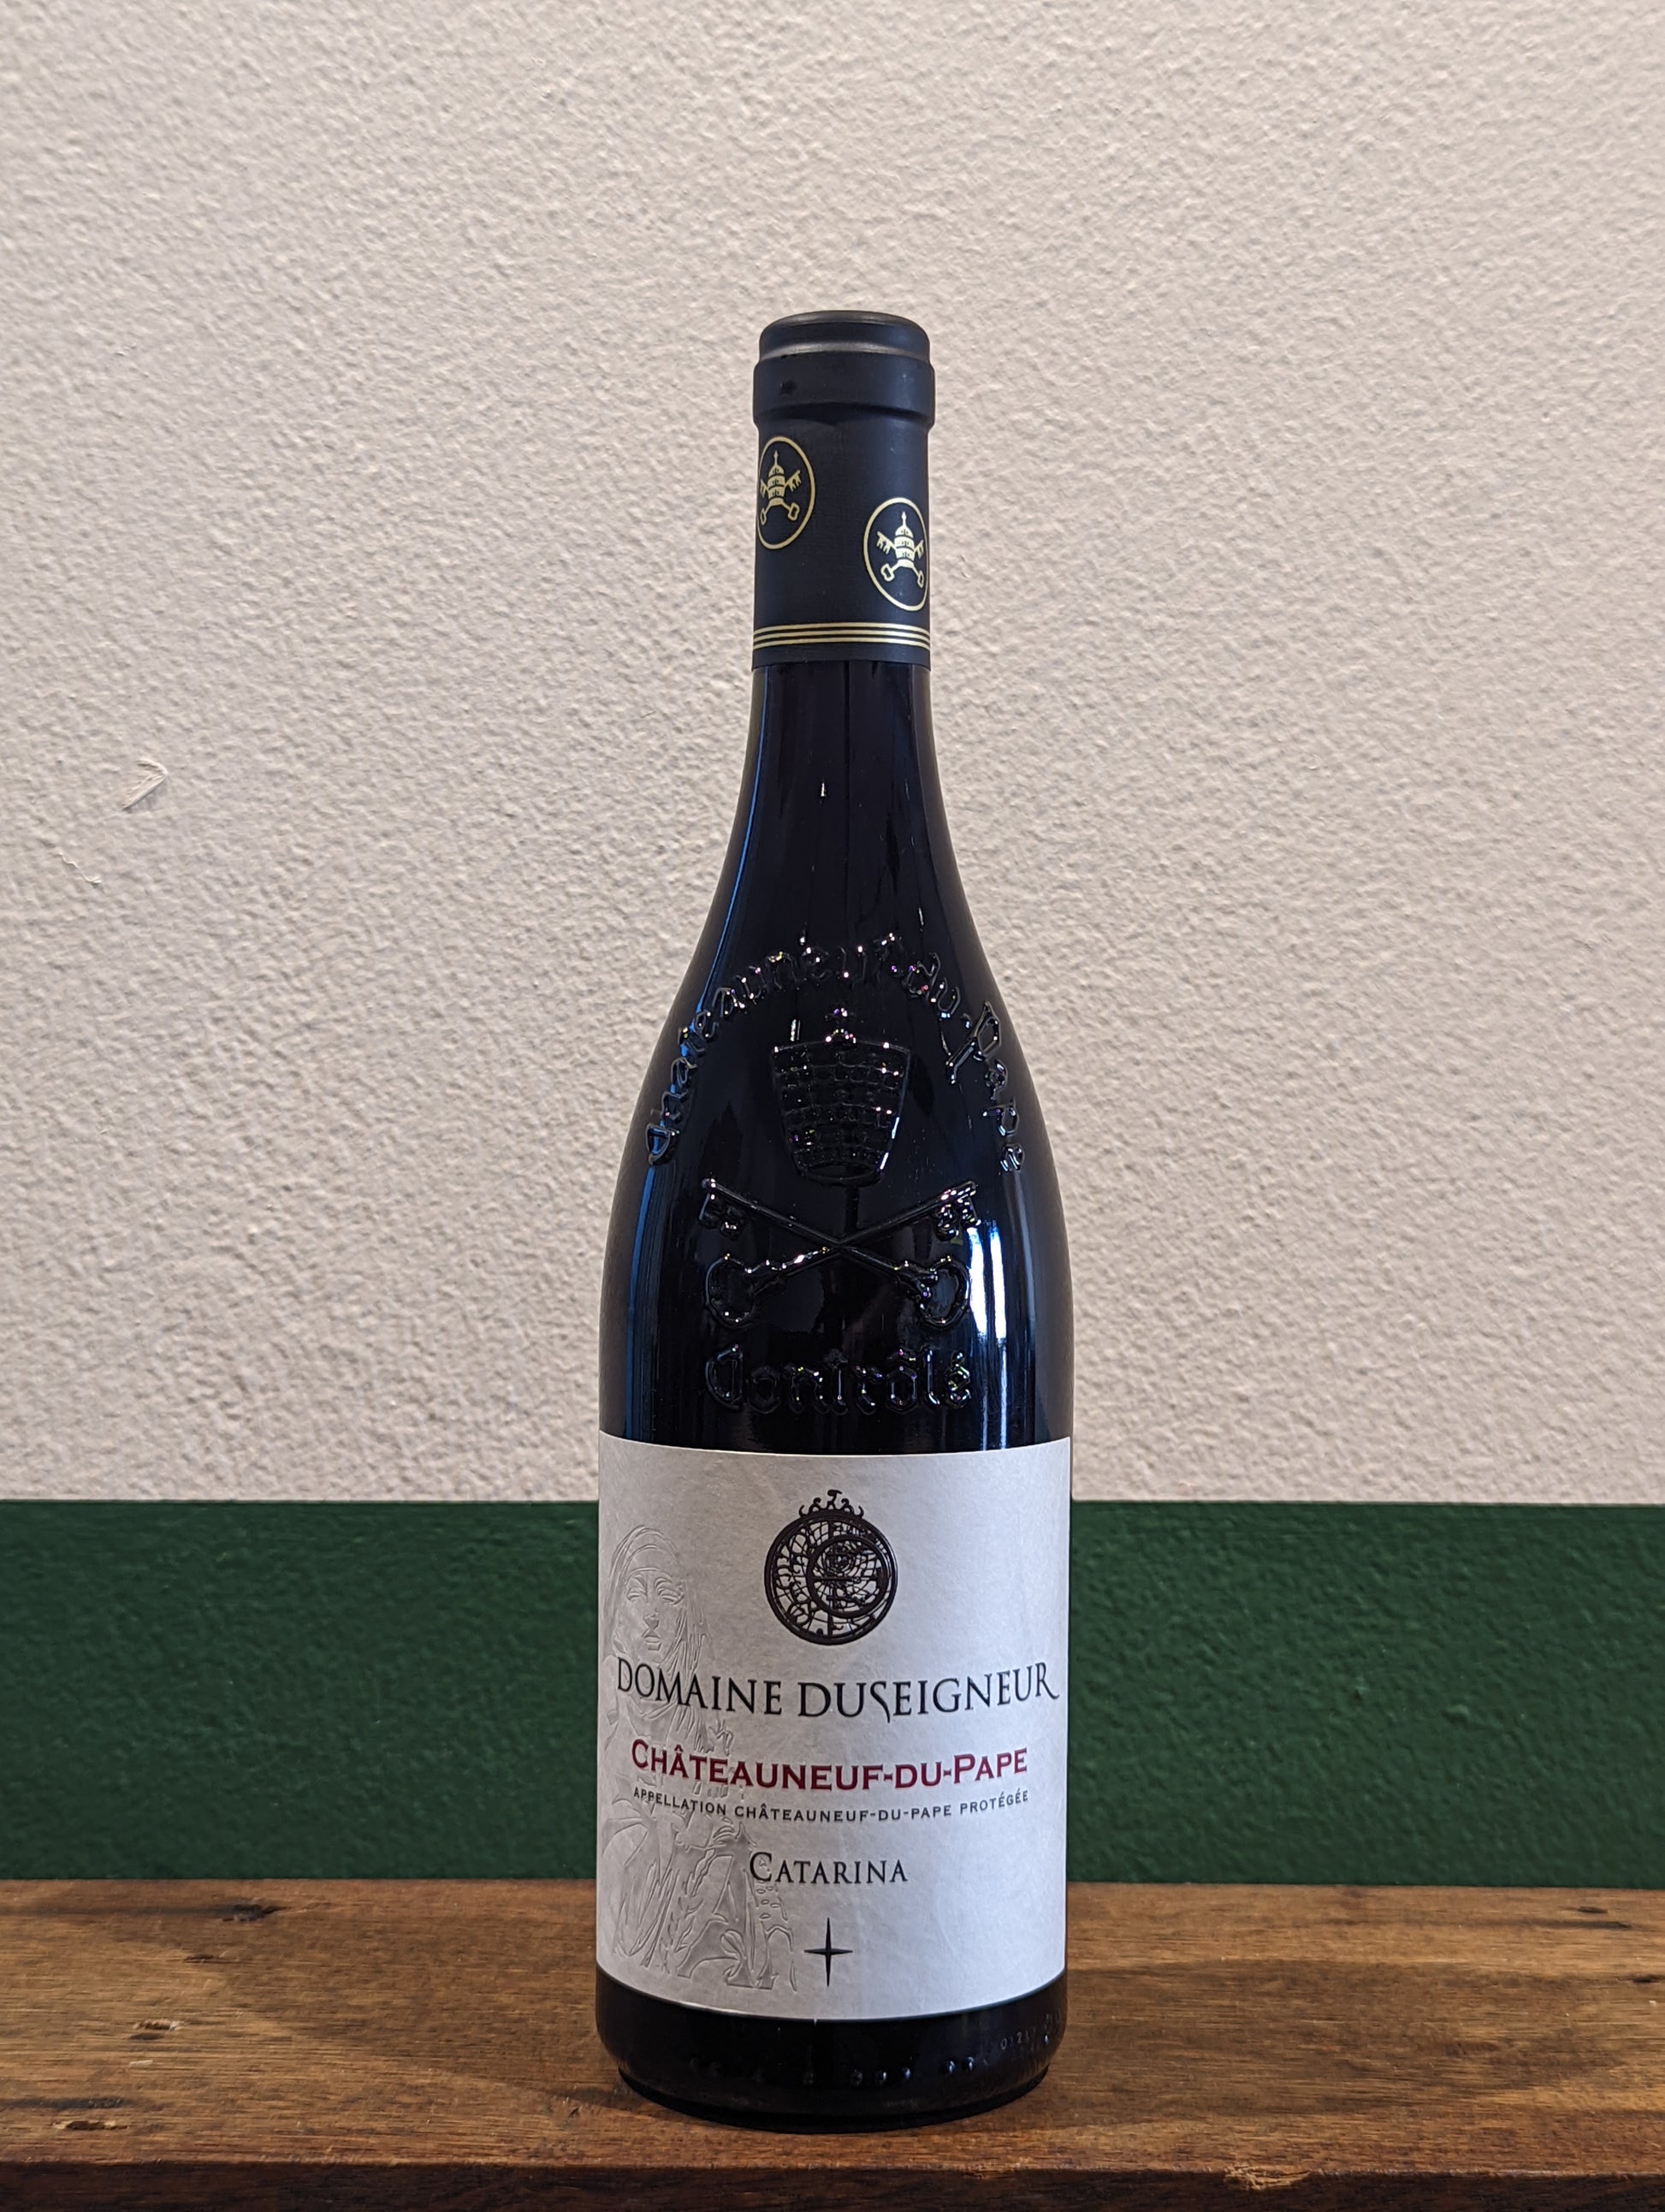 Châteauneuf-du-Pape
Contrôlé
DOMAINE DUSEIGNEUR
CHÂTEAUNEUF-DU-PAPE
APPELLATION CHÂTEAUNEUF-DU-PAPE PROTÉGÉE
CATARINA